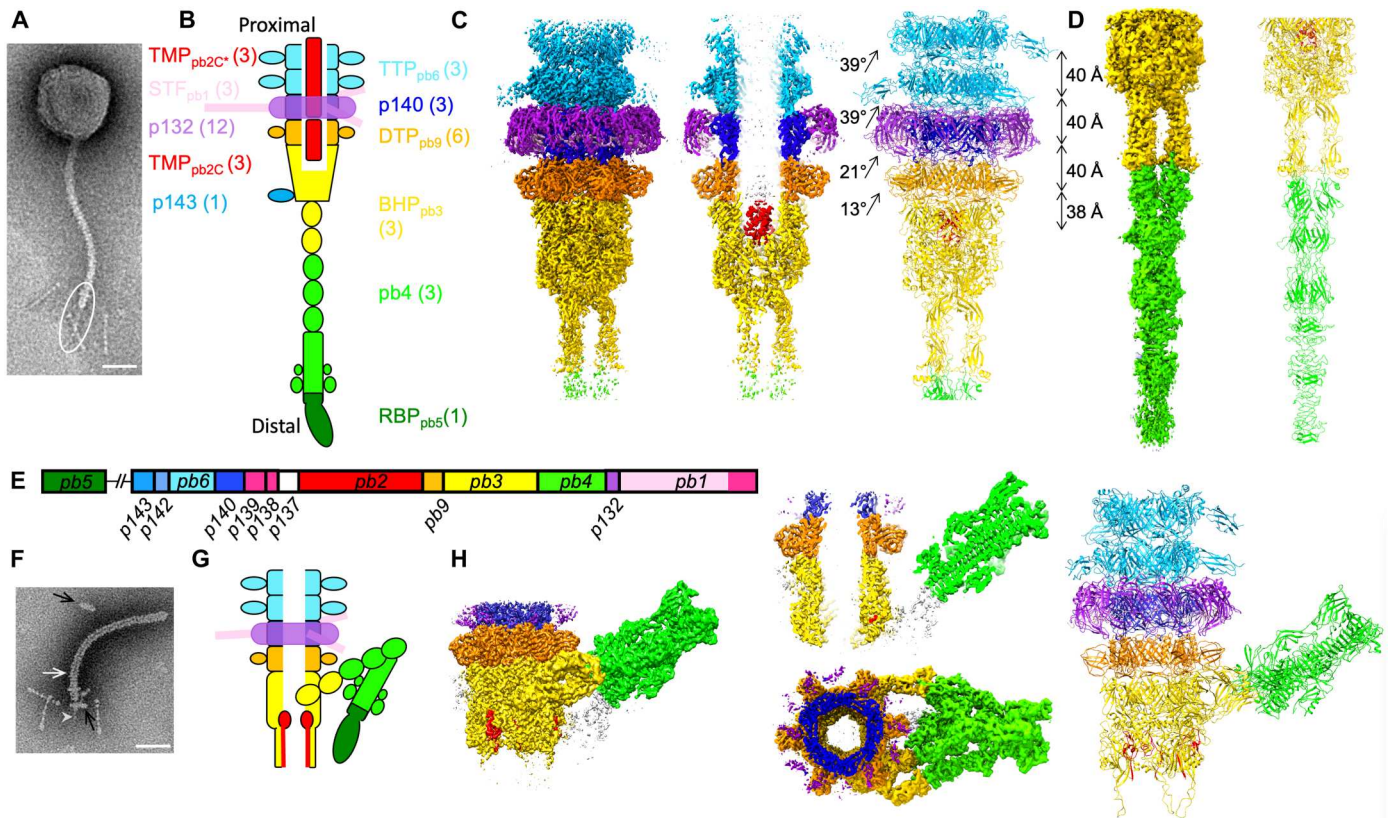 A
B
Proximal
TMPpb2C* (3)
STFpb1 (3)
p132 (12)
TMPpb2C (3)
p143 (1)
TTPpb6 (3)
p140 (3)
DTPpb9 (6)
BHPpb3
(3)
pb4 (3)
RBPpb5(1)
Distal
C
39°
39°
21°
13°
D
40 Å
40 Å
40 Å
38 Å
E
pb5
//
pb6
pb2
pb3
pb4
pb1
p143
p142
p140
p139
p138
p137
pb9
p132
F
G
H